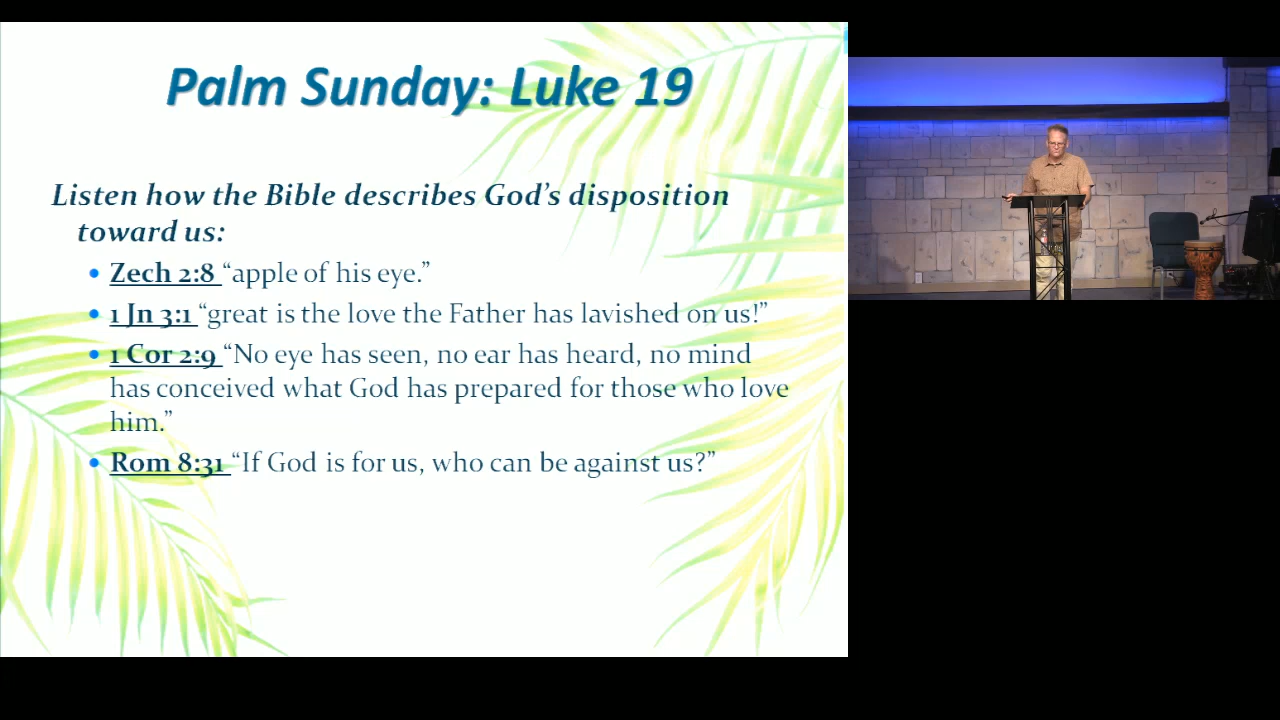 Palm Sunday: Luke 19
Listen how the Bible describes God’s disposition
toward us:
• Zech 2:8 “apple of his eye.”
• 1 Jn 3:1 “great is the love the Father has lavished on us!”
• 1 Cor 2:9 “No eye has seen, no ear has heard, no mind
has conceived what God has prepared for those who love
him.”
• Rom 8:31 “If God is for us, who can be against us?”